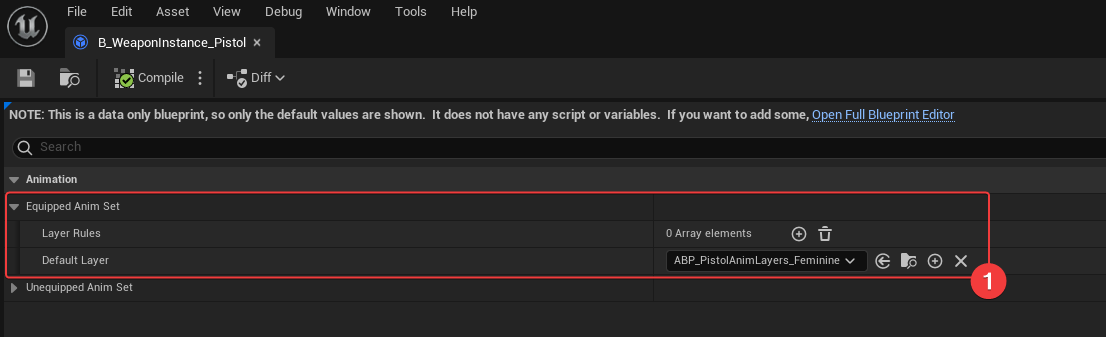 File Edit Asset View Debug Window Tools Help
B_WeaponInstance_Pistol
Compile Diff
NOTE: This is a data only blueprint, so only the default values are shown.  It does not have any script or variables.  If you want to add some, Open Full Blueprint Editor
Search
Animation
Equipped Anim Set
Layer Rules 0 Array elements
Default Layer ABP_PistolAnimLayers_Feminine
1
Unequipped Anim Set